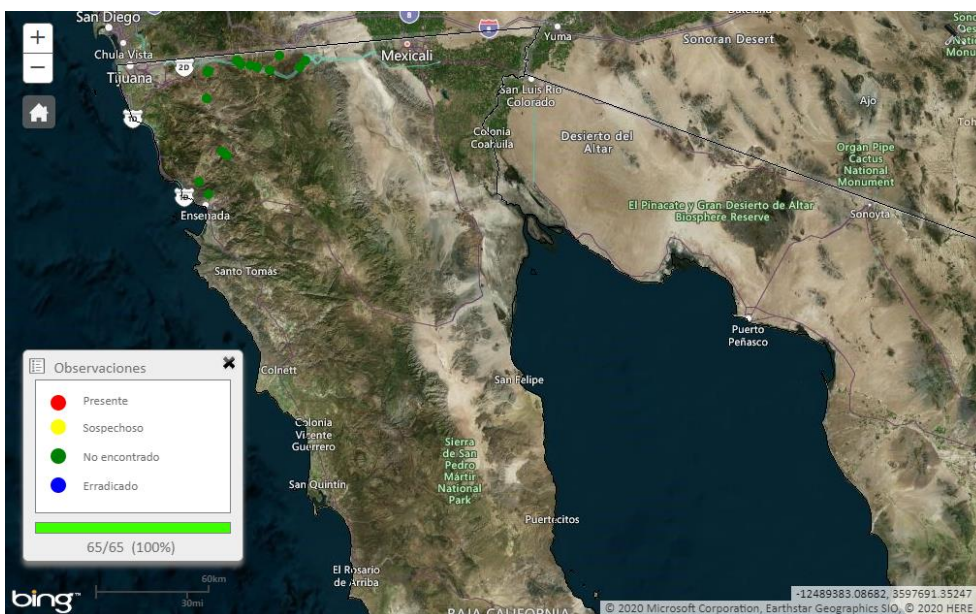 San Diego
8
8
Yuma
Sonoran Desert
Chula Vista
Mexicali
Tijuana
2D
San Luis Río
Colorado
Ajo
1D
Colonia
Coahuila
Desierto del
Altar
Organ Pipe
Cactus
National
Monument
El Pinacate y Gran Desierto de Altar
Biosphere Reserve
Sonoyta
Ensenada
Santo Tomás
Puerto
Peñasco
Observaciones
Presente
Sospechoso
No encontrado
Erradicado
65/65 (100%)
Colnett
San Felipe
Colonia
Vicente
Guerrero
Sierra
de San
Pedro
Mártir
National
Park
San Quintín
Puertecitos
El Rosario
de Arriba
60km
30mi
bing
BAJA CALIFORNIA
-12489383.08682, 3597691.35247
© 2020 Microsoft Corporation, Earthstar Geographics SIO, © 2020 HERE